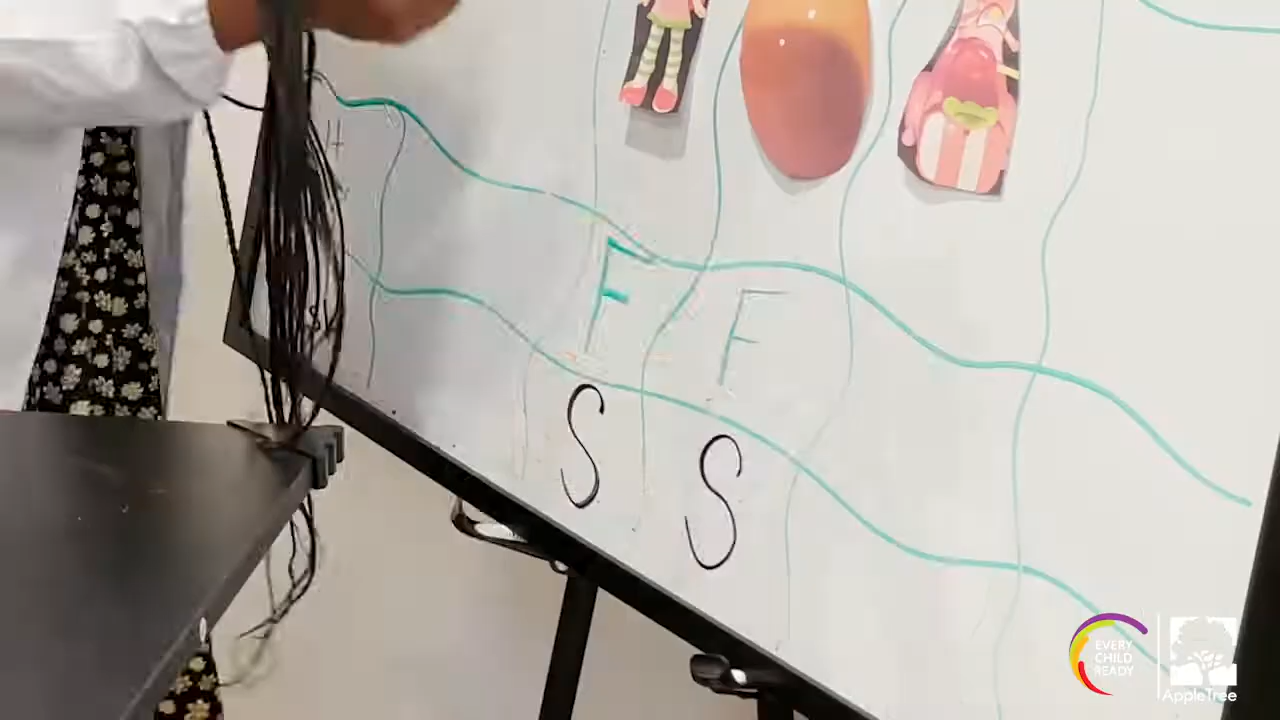 H
F F
S S
EVERY
CHILD
READY
AppleTree